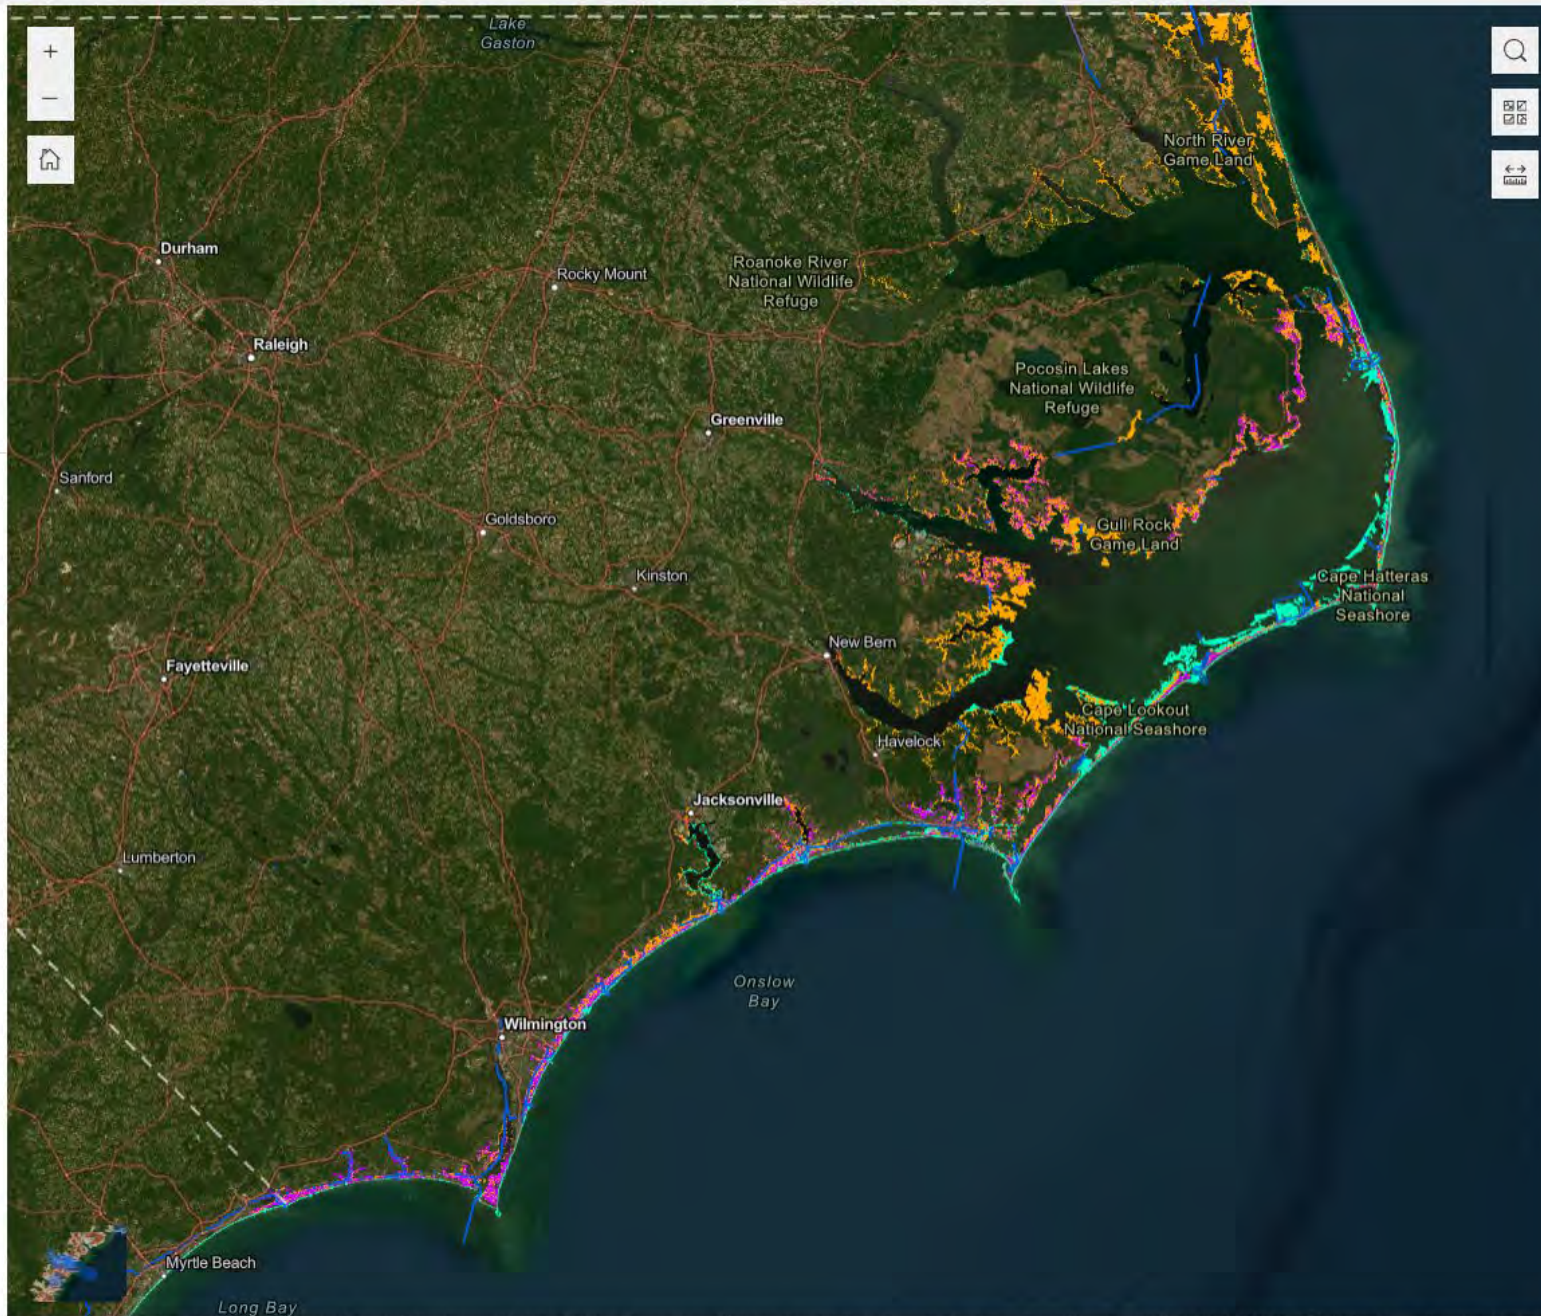 Lake
Gaston
+
−
North River
Game Land
Durham
Roanoke River
National Wildlife
Refuge
Rocky Mount
Raleigh
Pocosin Lakes
National Wildlife
Refuge
Greenville
Sanford
Goldsboro
Gull Rock
Game Land
Kinston
Cape Hatteras
National
Seashore
New Bern
Fayetteville
Cape Lookout
National Seashore
Havelock
Jacksonville
Lumberton
Onslow
Bay
Wilmington
Myrtle Beach
Long Bay